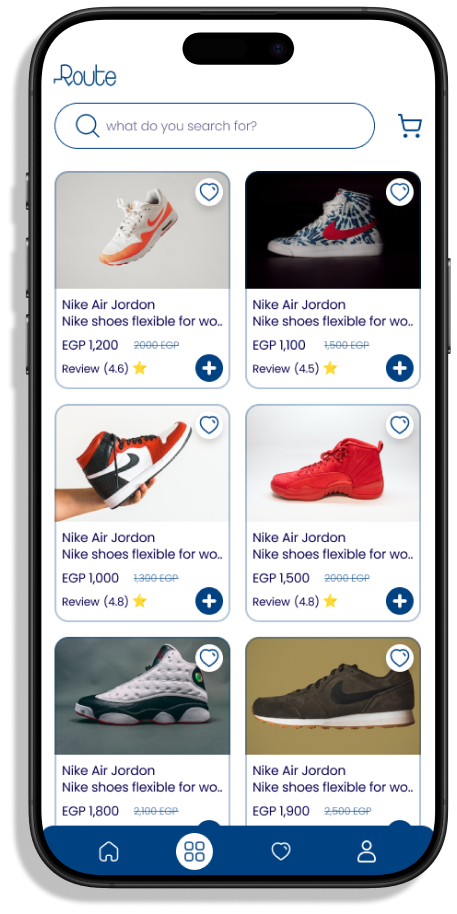 Route
what do you search for?
Nike Air Jordon
Nike shoes flexible for wo..
EGP 1,200 2000 EGP
Review (4.6)
Nike Air Jordon
Nike shoes flexible for wo..
EGP 1,100 1,500 EGP
Review (4.5)
Nike Air Jordon
Nike shoes flexible for wo..
EGP 1,000 1,300 EGP
Review (4.8)
Nike Air Jordon
Nike shoes flexible for wo..
EGP 1,500 2000 EGP
Review (4.8)
Nike Air Jordon
Nike shoes flexible for wo..
EGP 1,800 2,100 EGP
Nike Air Jordon
Nike shoes flexible for wo..
EGP 1,900 2,500 EGP